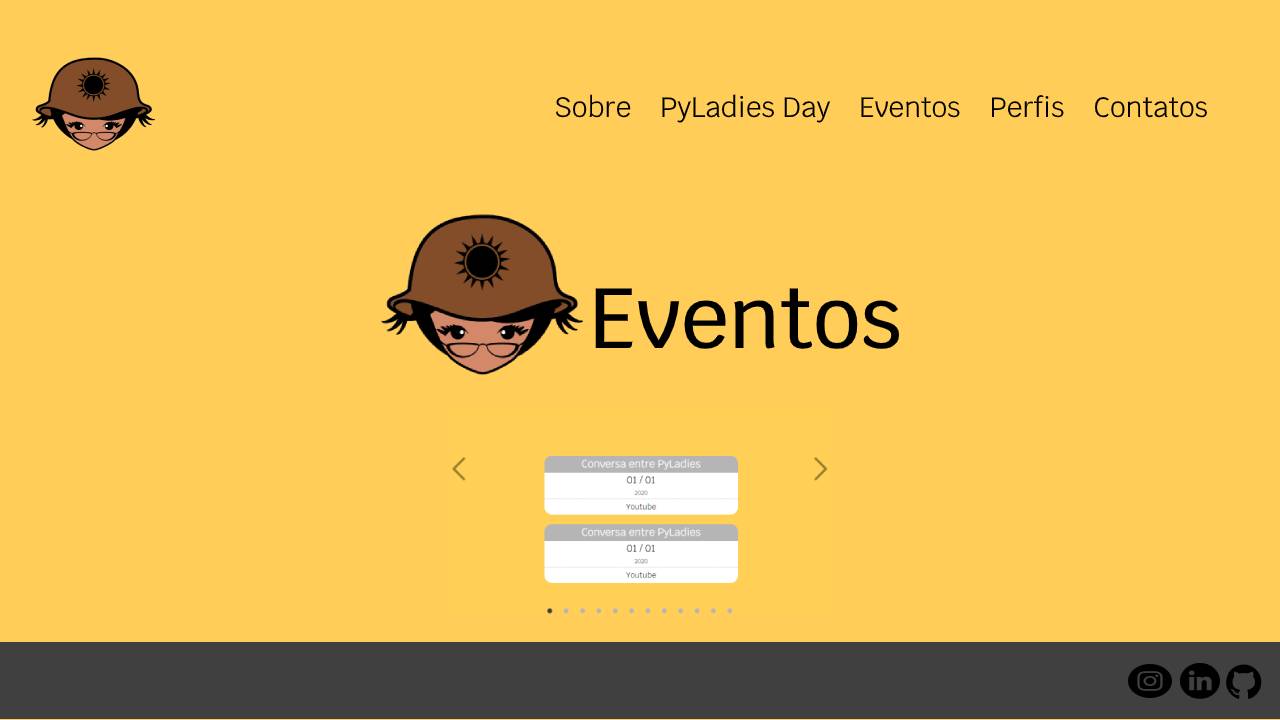 Sobre PyLadies Day Eventos Perfis Contatos
Eventos
Conversa entre PyLadies
01 / 01
2020
Youtube
Conversa entre PyLadies
01 / 01
2020
Youtube